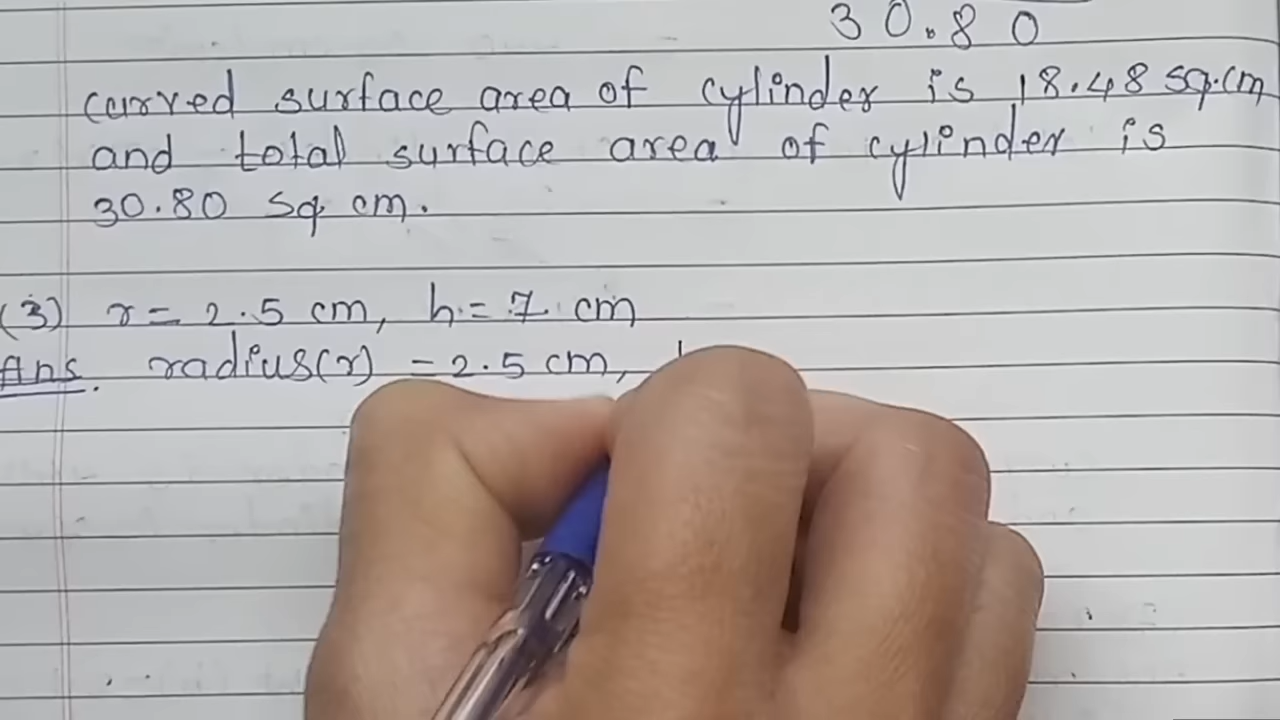 30.80
curved surface area of cylinder is 18.48 sq.cm
and total surface area of cylinder is
30.80 sq cm.
(3) r = 2.5 cm, h = 7 cm
Ans. radius(r) = 2.5 cm,